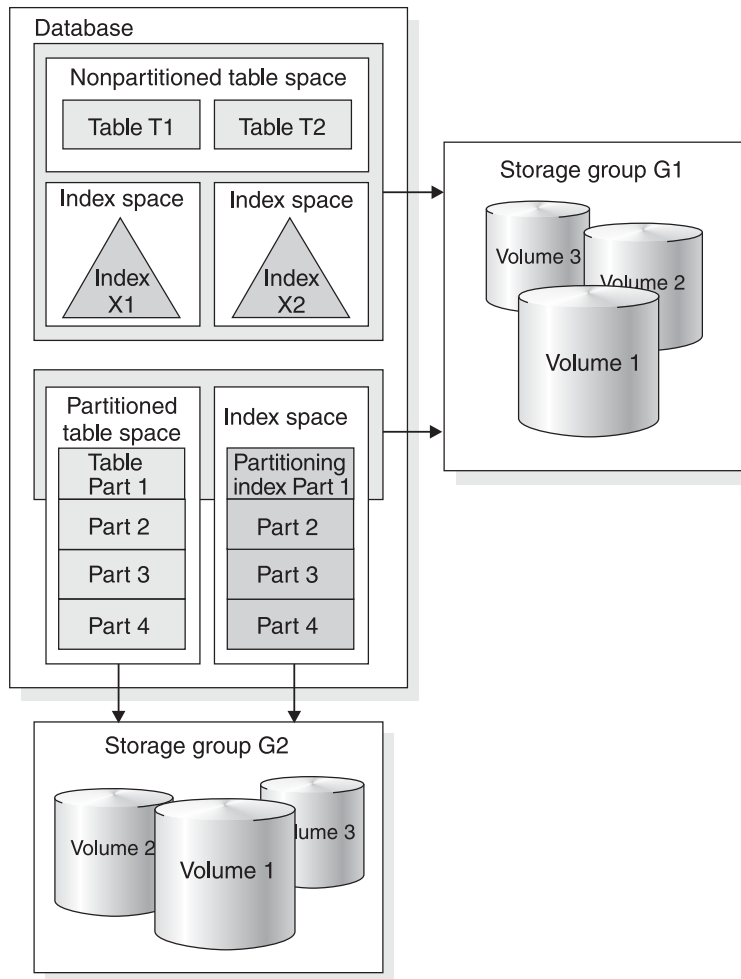 Database
Nonpartitioned table space
Table T1
Table T2
Index space
Index
X1
Index space
Index
X2
Partitioned
table space
Table
Part 1
Part 2
Part 3
Part 4
Index space
Partitioning
index Part 1
Part 2
Part 3
Part 4
Storage group G1
Volume 3
Volume 2
Volume 1
Storage group G2
Volume 2
Volume 1
lume 3